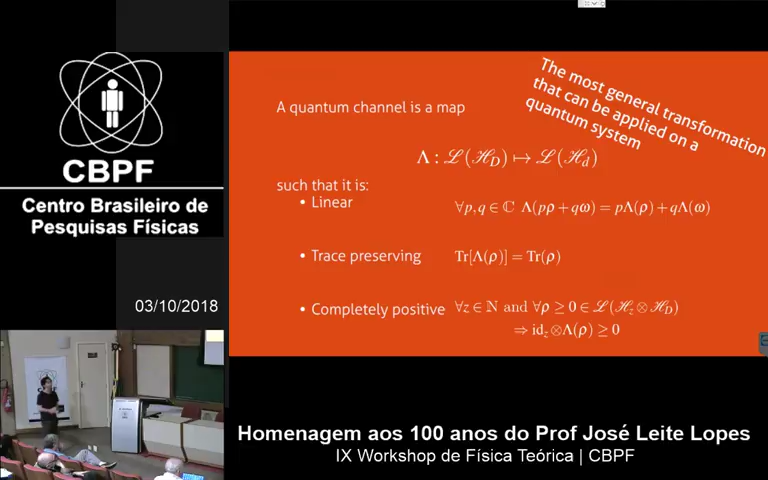 CBPF
Centro Brasileiro de
Pesquisas Físicas
03/10/2018
The most general transformation
that can be applied on a
quantum system
A quantum channel is a map
Λ : ℒ(ℋ_D) ↦ ℒ(ℋ_d)
such that it is:
• Linear ∀p,q ∈ ℂ Λ(pρ + qω) = pΛ(ρ) + qΛ(ω)
• Trace preserving Tr[Λ(ρ)] = Tr(ρ)
• Completely positive ∀z ∈ ℕ and ∀ρ ≥ 0 ∈ ℒ(ℋ_z ⊗ ℋ_D)
⇒ id_z ⊗ Λ(ρ) ≥ 0
Homenagem aos 100 anos do Prof José Leite Lopes
IX Workshop de Física Teórica | CBPF